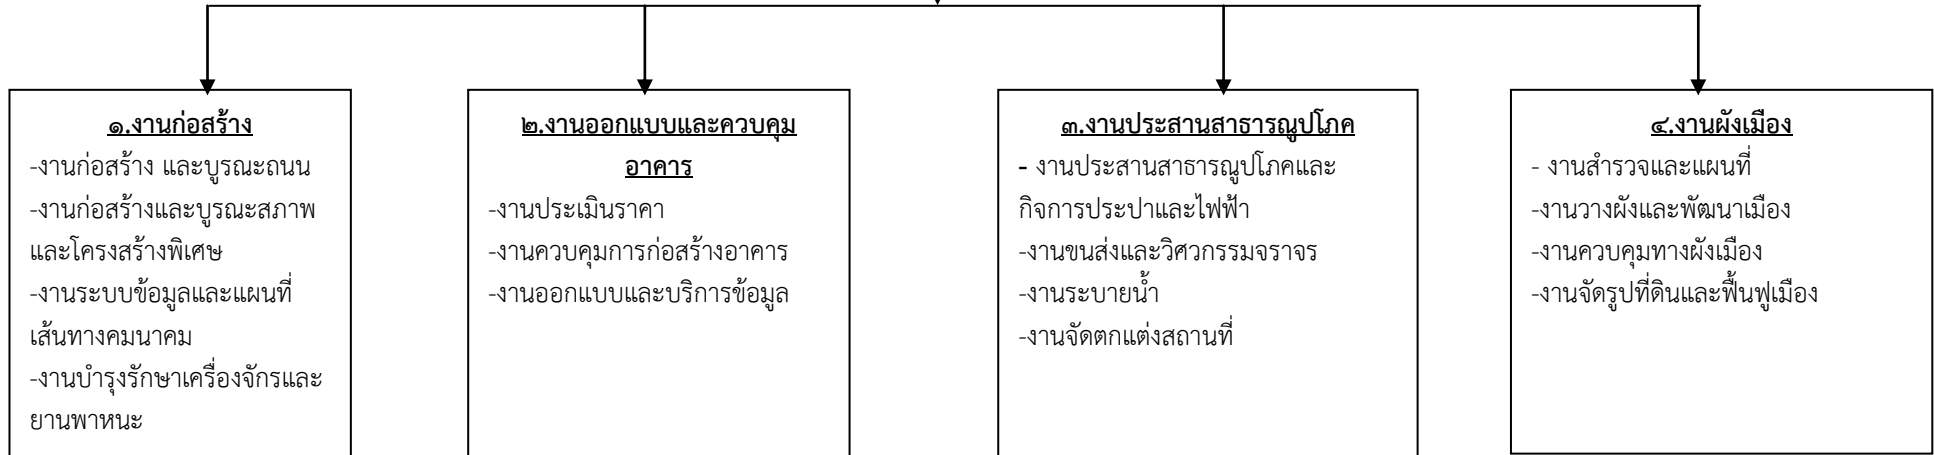 ๑.งานก่อสร้าง
-งานก่อสร้าง และบูรณะถนน
-งานก่อสร้างและบูรณะสภาพ
และโครงสร้างพิเศษ
-งานระบบข้อมูลและแผนที่
เส้นทางคมนาคม
-งานบำรุงรักษาเครื่องจักรและ
ยานพาหนะ
๒.งานออกแบบและควบคุม
อาคาร
-งานประเมินราคา
-งานควบคุมการก่อสร้างอาคาร
-งานออกแบบและบริการข้อมูล
๓.งานประสานสาธารณูปโภค
- งานประสานสาธารณูปโภคและ
กิจการประปาและไฟฟ้า
-งานขนส่งและวิศวกรรมจราจร
-งานระบายน้ำ
-งานจัดตกแต่งสถานที่
๔.งานผังเมือง
- งานสำรวจและแผนที่
-งานวางผังและพัฒนาเมือง
-งานควบคุมทางผังเมือง
-งานจัดรูปที่ดินและฟื้นฟูเมือง